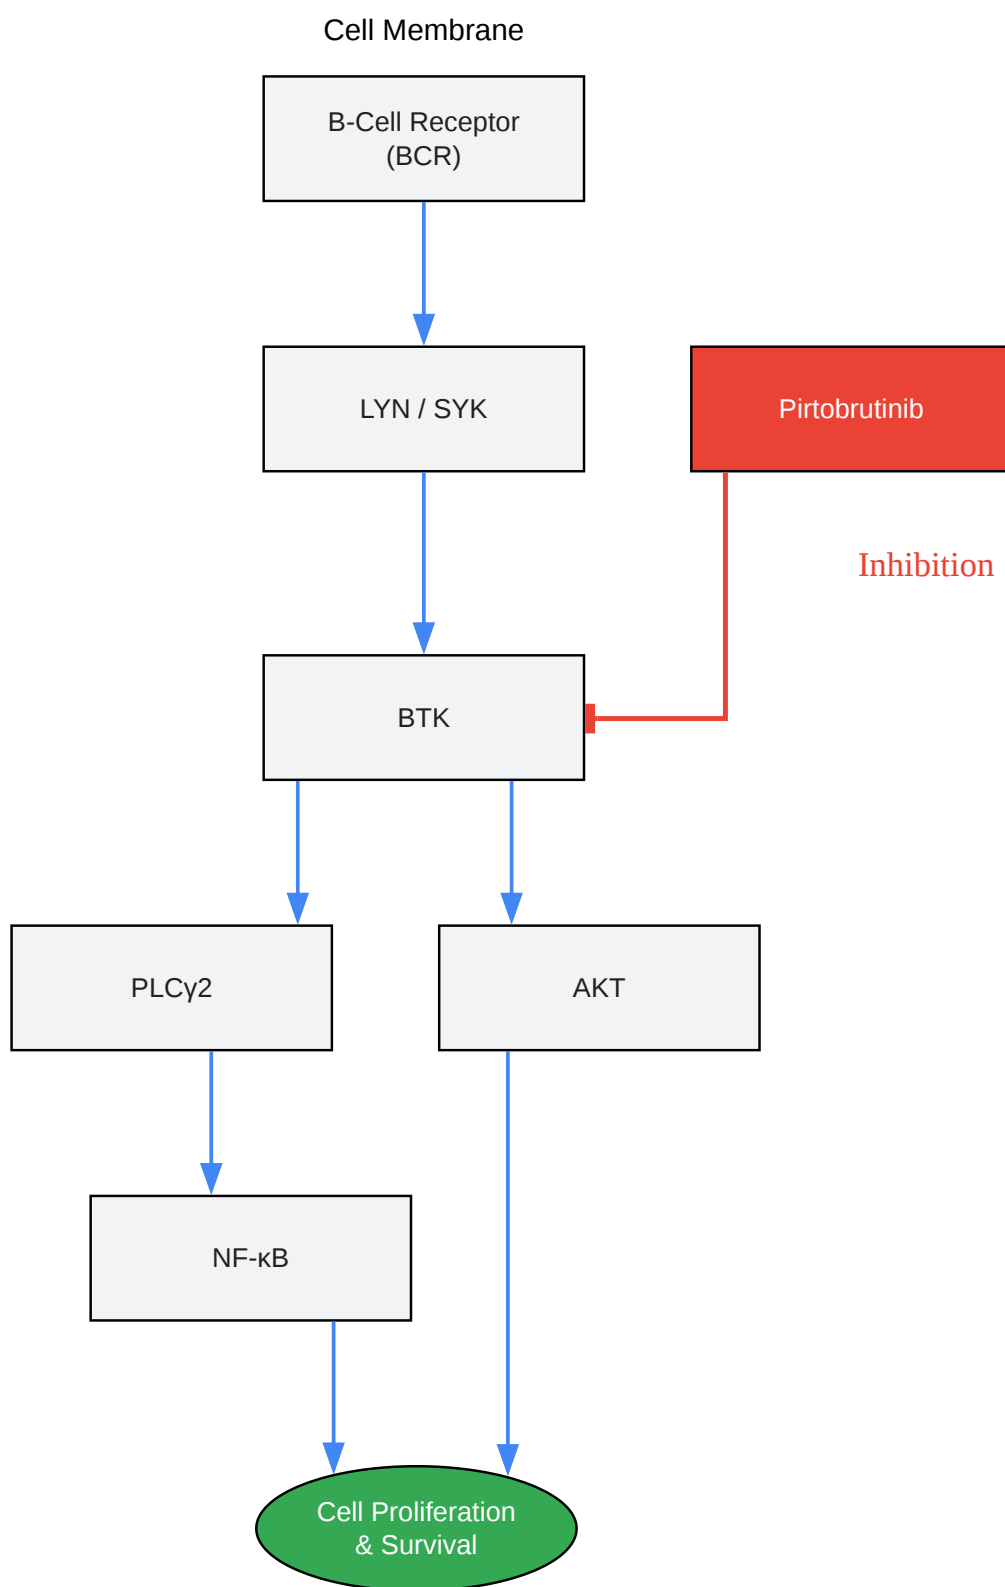 Cell Membrane
B-Cell Receptor
(BCR)
LYN / SYK
Pirtobrutinib
Inhibition
BTK
PLCγ2
AKT
NF-κB
Cell Proliferation
& Survival